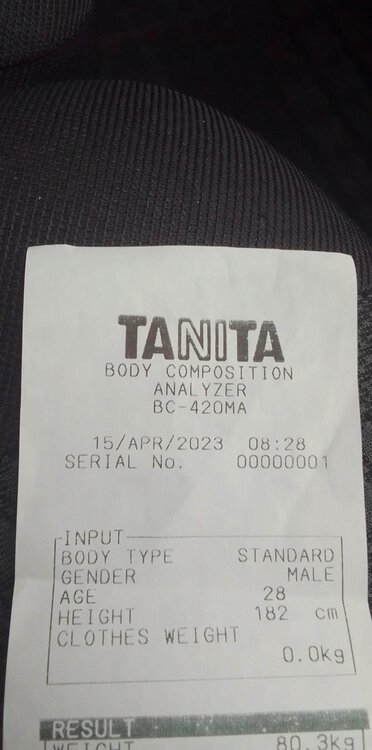 TANITA
BODY COMPOSITION
ANALYZER
BC-420MA
15/APR/2023 08:28
SERIAL No. 00000001
INPUT
BODY TYPE STANDARD
GENDER MALE
AGE 28
HEIGHT 182 cm
CLOTHES WEIGHT
0.0kg
RESULT
WEIGHT 80.3kg